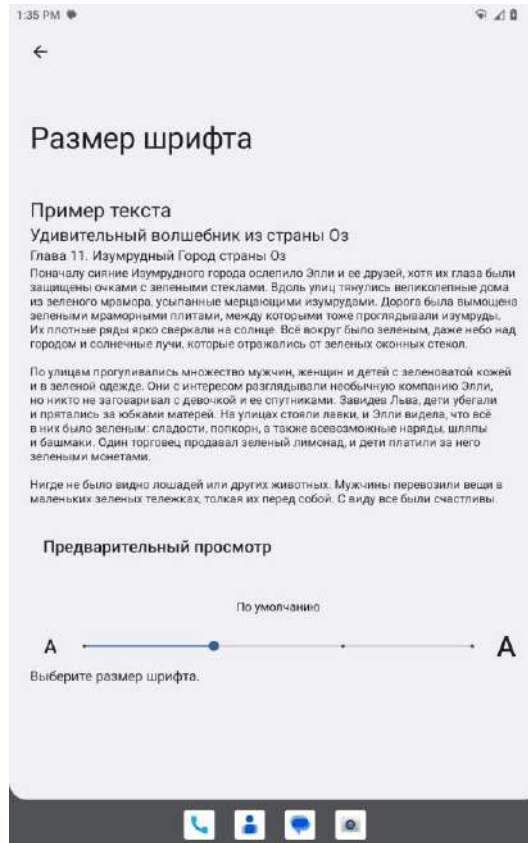 1:35 PM
Размер шрифта
Пример текста
Удивительный волшебник из страны Оз
Глава 11. Изумрудный Город страны Оз
Поначалу сияние Изумрудного города ослепило Элли и ее друзей, хотя их глаза были
защищены очками с зелеными стеклами. Вдоль улиц тянулись великолепные дома
из зеленого мрамора, усыпанные мерцающими изумрудами. Дорога была вымощена
зелеными мраморными плитами, между которыми тоже проглядывали изумруды.
Их плотные ряды ярко сверкали на солнце. Всё вокруг было зеленым, даже небо над
городом и солнечные лучи, которые отражались от зеленых оконных стекол.
По улицам прогуливались множество мужчин, женщин и детей с зеленоватой кожей
и в зеленой одежде. Они с интересом разглядывали необычную компанию Элли,
но никто не заговаривал с девочкой и ее спутниками. Завидев Льва, дети убегали
и прятались за юбками матерей. На улицах стояли лавки, и Элли видела, что всё
в них было зеленым: сладости, попкорн, а также всевозможные наряды, шляпы
и башмаки. Один торговец продавал зеленый лимонад, и дети платили за него
зелеными монетами.
Нигде не было видно лошадей или других животных. Мужчины перевозили вещи в
маленьких зеленых тележках, толкая их перед собой. С виду все были счастливы.
Предварительный просмотр
По умолчанию
A A
Выберите размер шрифта.